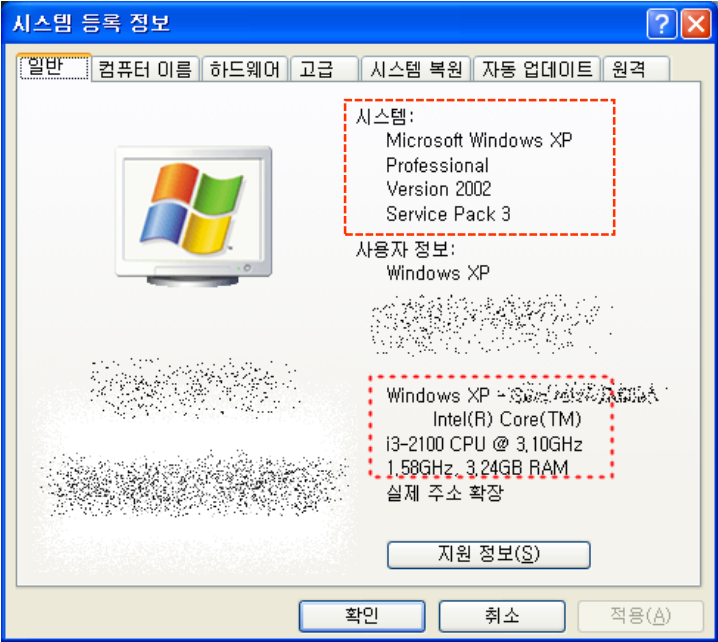 시스템 등록 정보
일반 컴퓨터 이름 하드웨어 고급 시스템 복원 자동 업데이트 원격
시스템:
Microsoft Windows XP
Professional
Version 2002
Service Pack 3
사용자 정보:
Windows XP
Windows XP -
Intel(R) Core(TM)
i3-2100 CPU @ 3.10GHz
1.58GHz, 3.24GB RAM
실제 주소 확장
지원 정보(S)
확인 취소 적용(A)